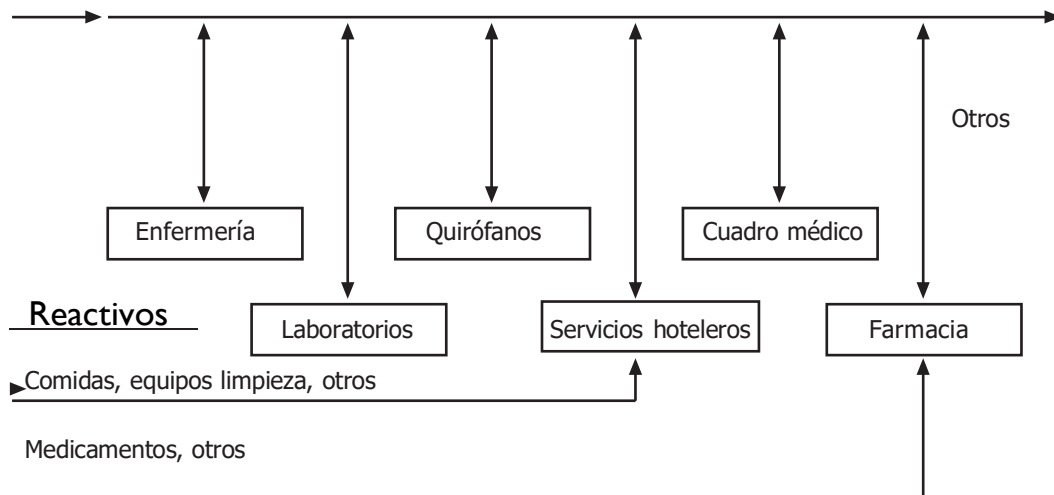 Otros
Enfermería
Quirófanos
Cuadro médico
Reactivos
Laboratorios
Servicios hoteleros
Farmacia
Comidas, equipos limpieza, otros
Medicamentos, otros